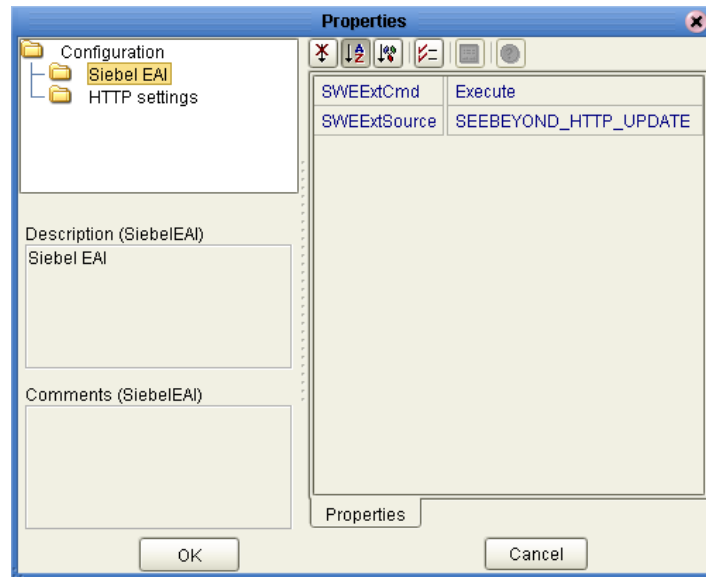 Properties
Configuration
Siebel EAI
HTTP settings
SWEExtCmd Execute
SWEExtSource SEEBEYOND_HTTP_UPDATE
Description (SiebelEAI)
Siebel EAI
Comments (SiebelEAI)
Properties
OK Cancel